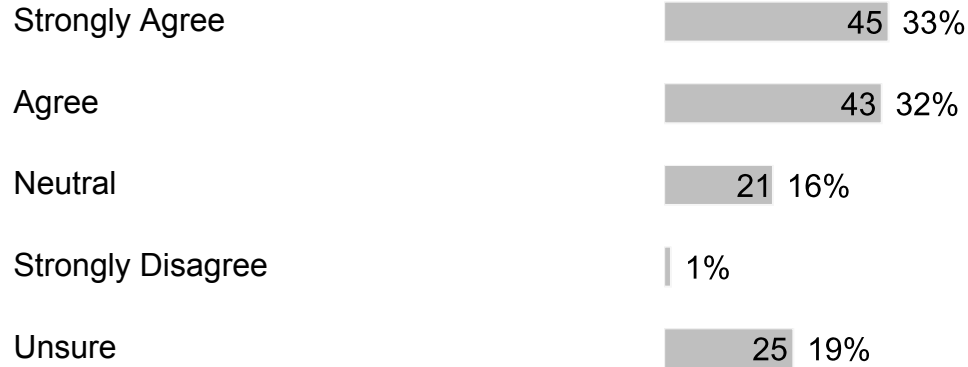 Strongly Agree 45 33%
Agree 43 32%
Neutral 21 16%
Strongly Disagree 1%
Unsure 25 19%